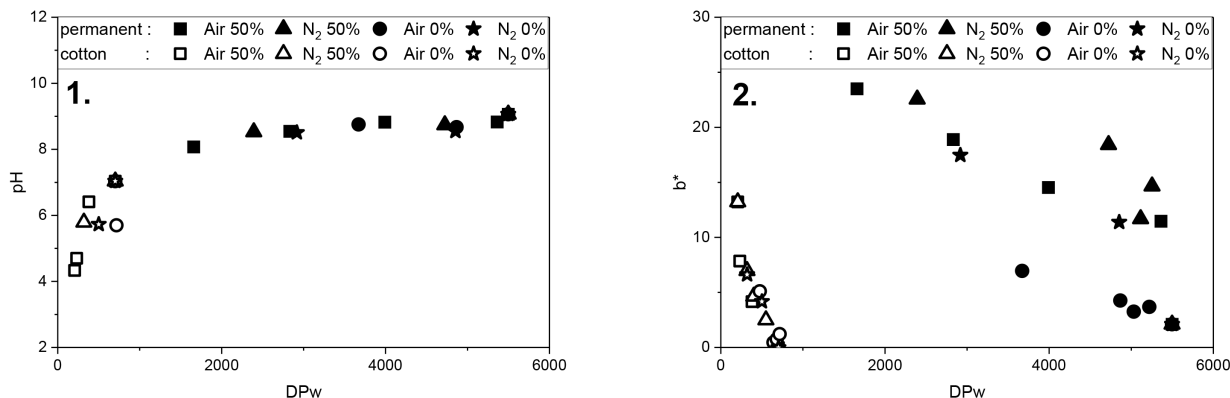 permanent : Air 50% N₂ 50% Air 0% N₂ 0%
cotton : Air 50% N₂ 50% Air 0% N₂ 0%
1.
12
10
8
6
4
2
pH
0 2000 4000 6000
DPw
permanent : Air 50% N₂ 50% Air 0% N₂ 0%
cotton : Air 50% N₂ 50% Air 0% N₂ 0%
2.
30
20
10
0
b*
0 2000 4000 6000
DPw